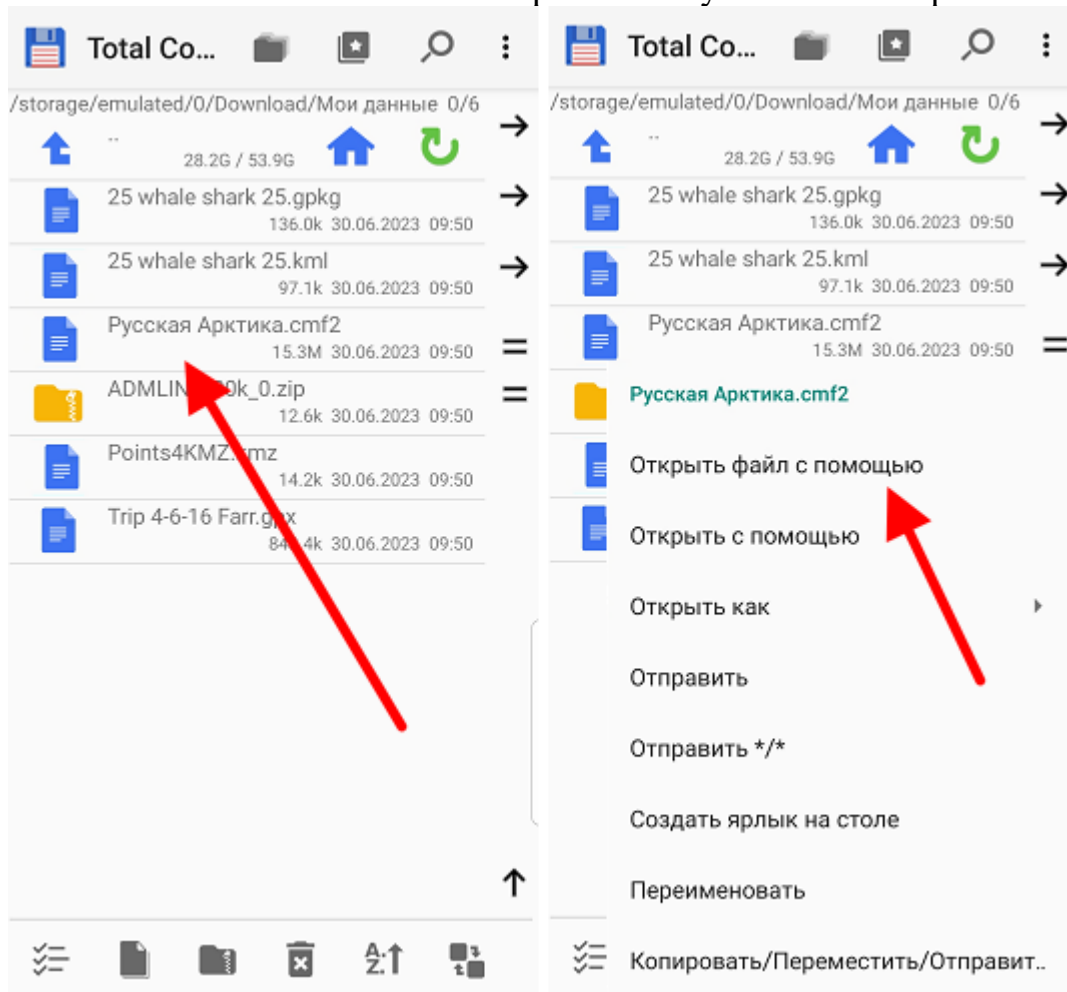 Total Co...
/storage/emulated/0/Download/Мои данные 0/6
..
28.2G / 53.9G
25 whale shark 25.gpkg
136.0k 30.06.2023 09:50
25 whale shark 25.kml
97.1k 30.06.2023 09:50
Русская Арктика.cmf2
15.3M 30.06.2023 09:50
0k_0.zip
12.6k 30.06.2023 09:50
30.06.2023 09:50
14.2k
Trip 4-6-16
30.06.2023 09:50
Total Co...
/storage/emulated/0/Download/Мои данные 0/6
..
28.2G / 53.9G
25 whale shark 25.gpkg
136.0k 30.06.2023 09:50
25 whale shark 25.kml
97.1k 30.06.2023 09:50
Русская Арктика.cmf2
15.3M 30.06.2023 09:50
Русская Арктика.cmf2
Открыть файл с помощью
Открыть с помощью
Открыть как
Отправить
Отправить */*
Создать ярлык на столе
Переименовать
Копировать/Переместить/Отправит..